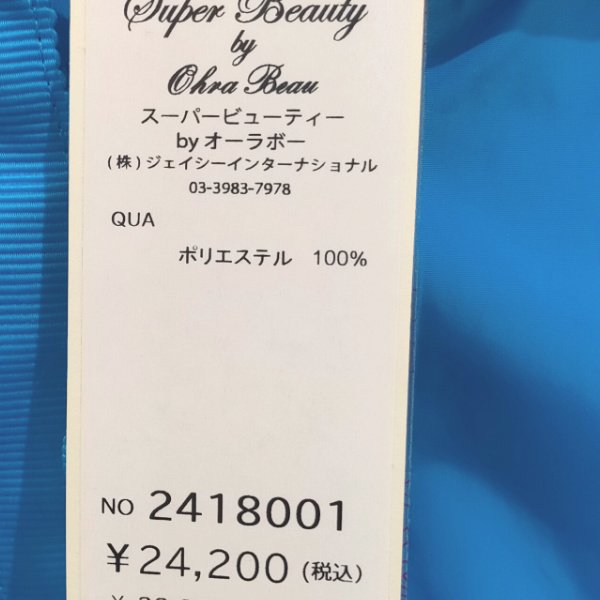 Super Beauty
by
Ohra Beau
スーパービューティー
by オーラボー
(株)ジェイシーインターナショナル
03-3983-7978
QUA
ポリエステル 100%
NO 2418001
¥24,200 (税込)